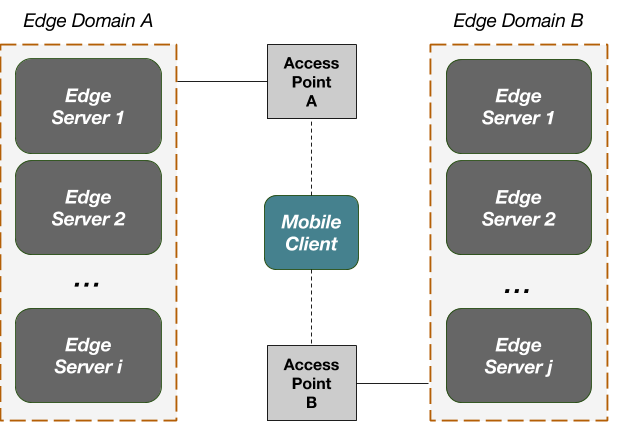 Edge Domain A
Edge
Server 1
Edge
Server 2
...
Edge
Server i
Access
Point
A
Mobile
Client
Access
Point
B
Edge Domain B
Edge
Server 1
Edge
Server 2
...
Edge
Server j